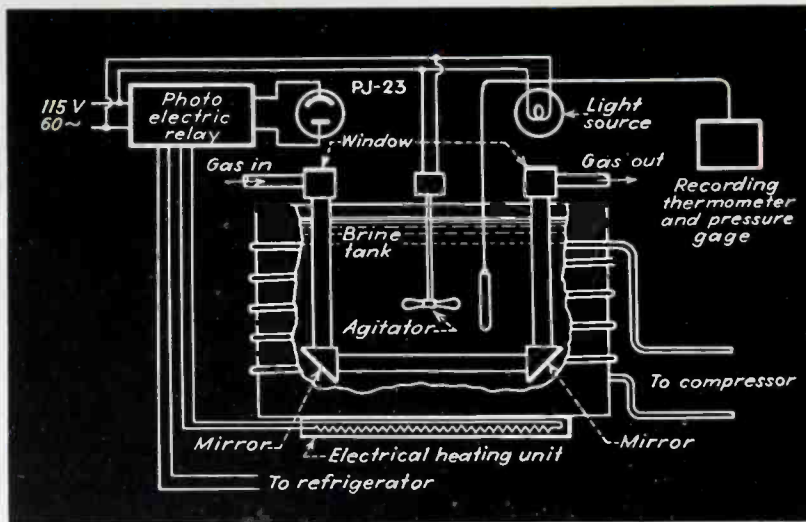 PJ-23
115 V
60~
Photo
electric
relay
Light
source
Window
Gas in
Gas out
Recording
thermometer
and pressure
gage
Brine
tank
Agitator
To compressor
Mirror
Electrical heating unit
Mirror
To refrigerator